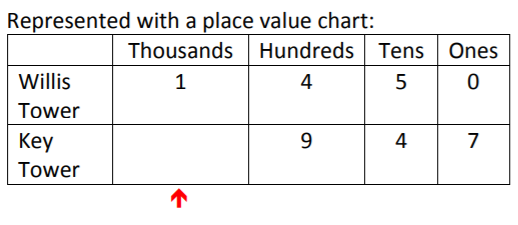 Represented with a place value chart:
Thousands Hundreds Tens Ones
Willis Tower 1 4 5 0
Key Tower 9 4 7